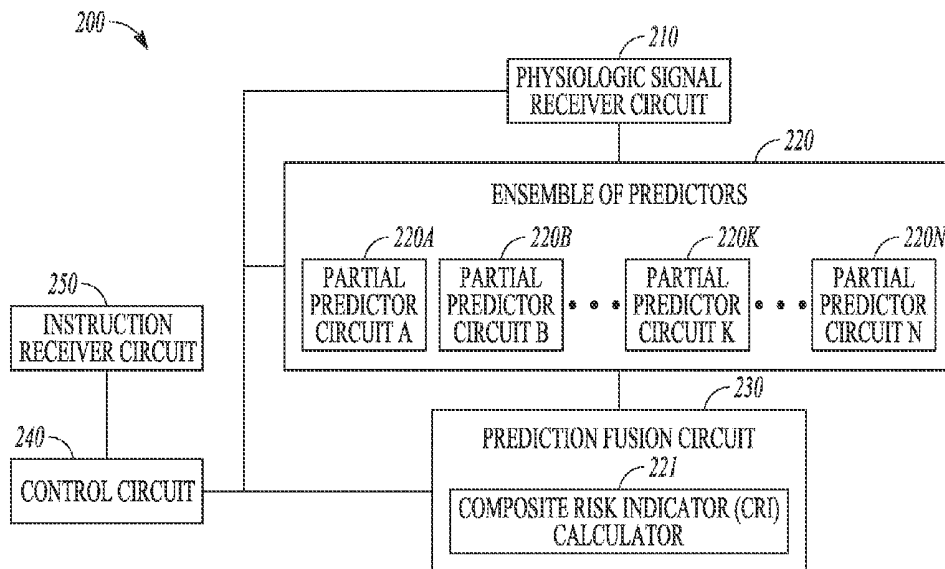 200
210
PHYSIOLOGIC SIGNAL
RECEIVER CIRCUIT
220
ENSEMBLE OF PREDICTORS
220A
220B
220K
220N
PARTIAL
PREDICTOR
CIRCUIT A
PARTIAL
PREDICTOR
CIRCUIT B
PARTIAL
PREDICTOR
CIRCUIT K
PARTIAL
PREDICTOR
CIRCUIT N
250
INSTRUCTION
RECEIVER CIRCUIT
230
PREDICTION FUSION CIRCUIT
240
CONTROL CIRCUIT
221
COMPOSITE RISK INDICATOR (CRI)
CALCULATOR